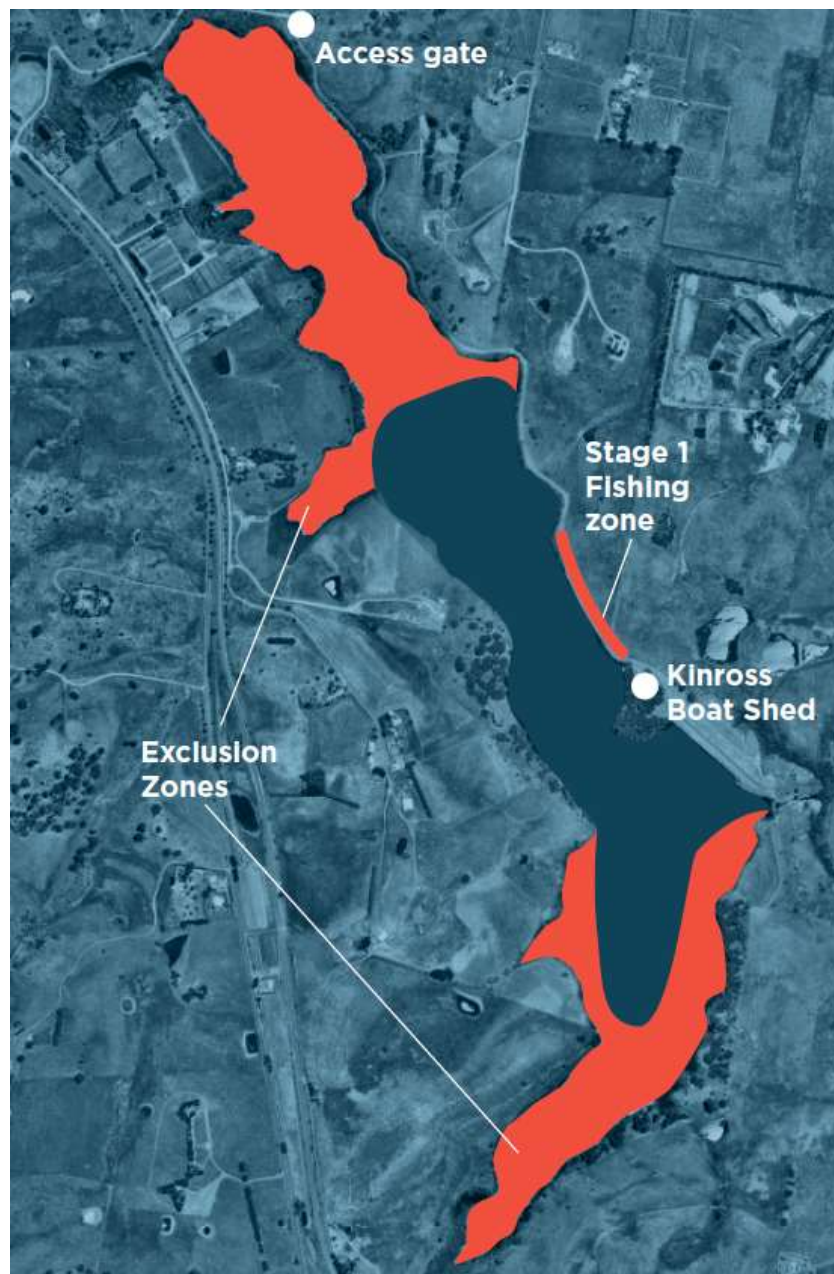 Access gate
Stage 1
Fishing
zone
Kinross
Boat Shed
Exclusion
Zones